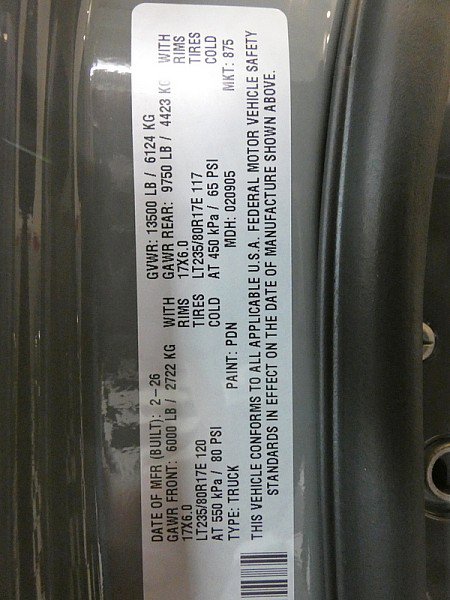 DATE OF MFR (BUILT): 2-26 GVWR: 13500 LB / 6124 KG
GAWR FRONT: 6000 LB / 2722 KG WITH GAWR REAR: 9750 LB / 4423 KG WITH
17X6.0 RIMS 17X6.0 RIMS
LT235/80R17E 120 TIRES LT235/80R17E 117 TIRES
AT 550 kPa / 80 PSI COLD AT 450 kPa / 65 PSI COLD
TYPE: TRUCK PAINT: PDN MDH: 020905 MKT: 875
THIS VEHICLE CONFORMS TO ALL APPLICABLE U.S.A. FEDERAL MOTOR VEHICLE SAFETY
STANDARDS IN EFFECT ON THE DATE OF MANUFACTURE SHOWN ABOVE.